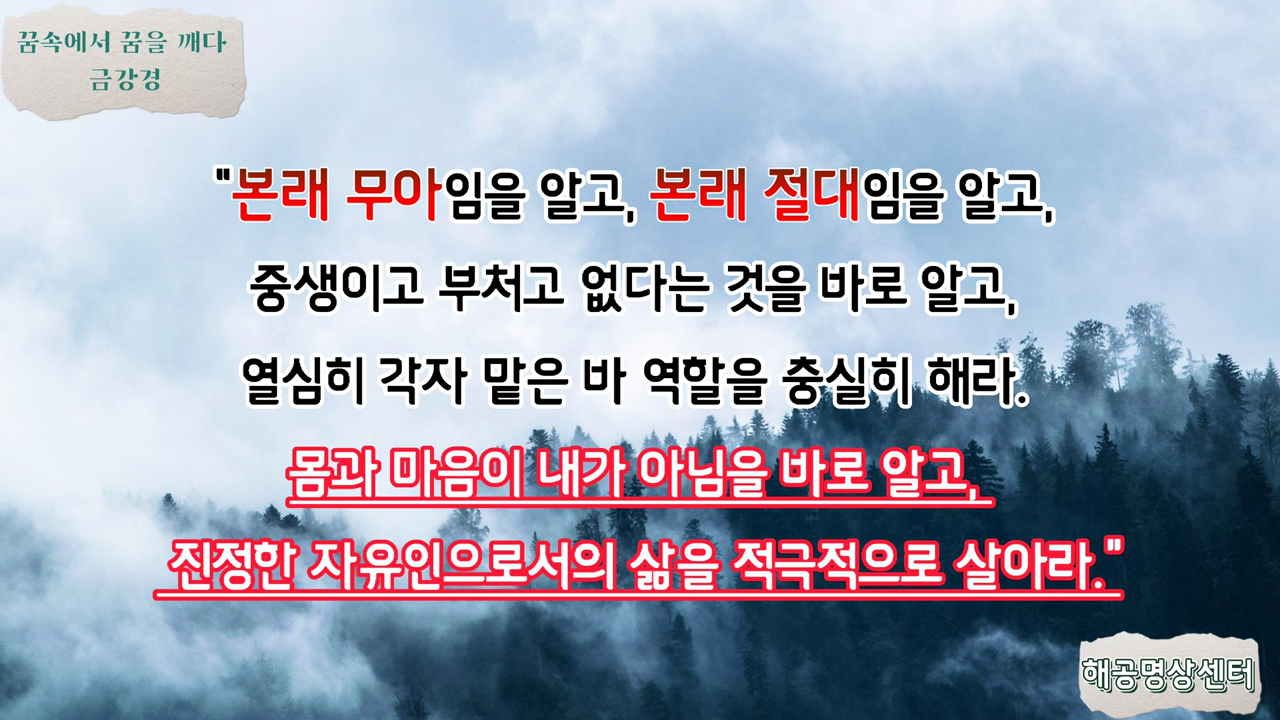 꿈속에서 꿈을 깨다
금강경
"본래 무아임을 알고, 본래 절대임을 알고,
중생이고 부처고 없다는 것을 바로 알고,
열심히 각자 맡은 바 역할을 충실히 해라.
몸과 마음이 내가 아님을 바로 알고,
진정한 자유인으로서의 삶을 적극적으로 살아라."
해공명상센터